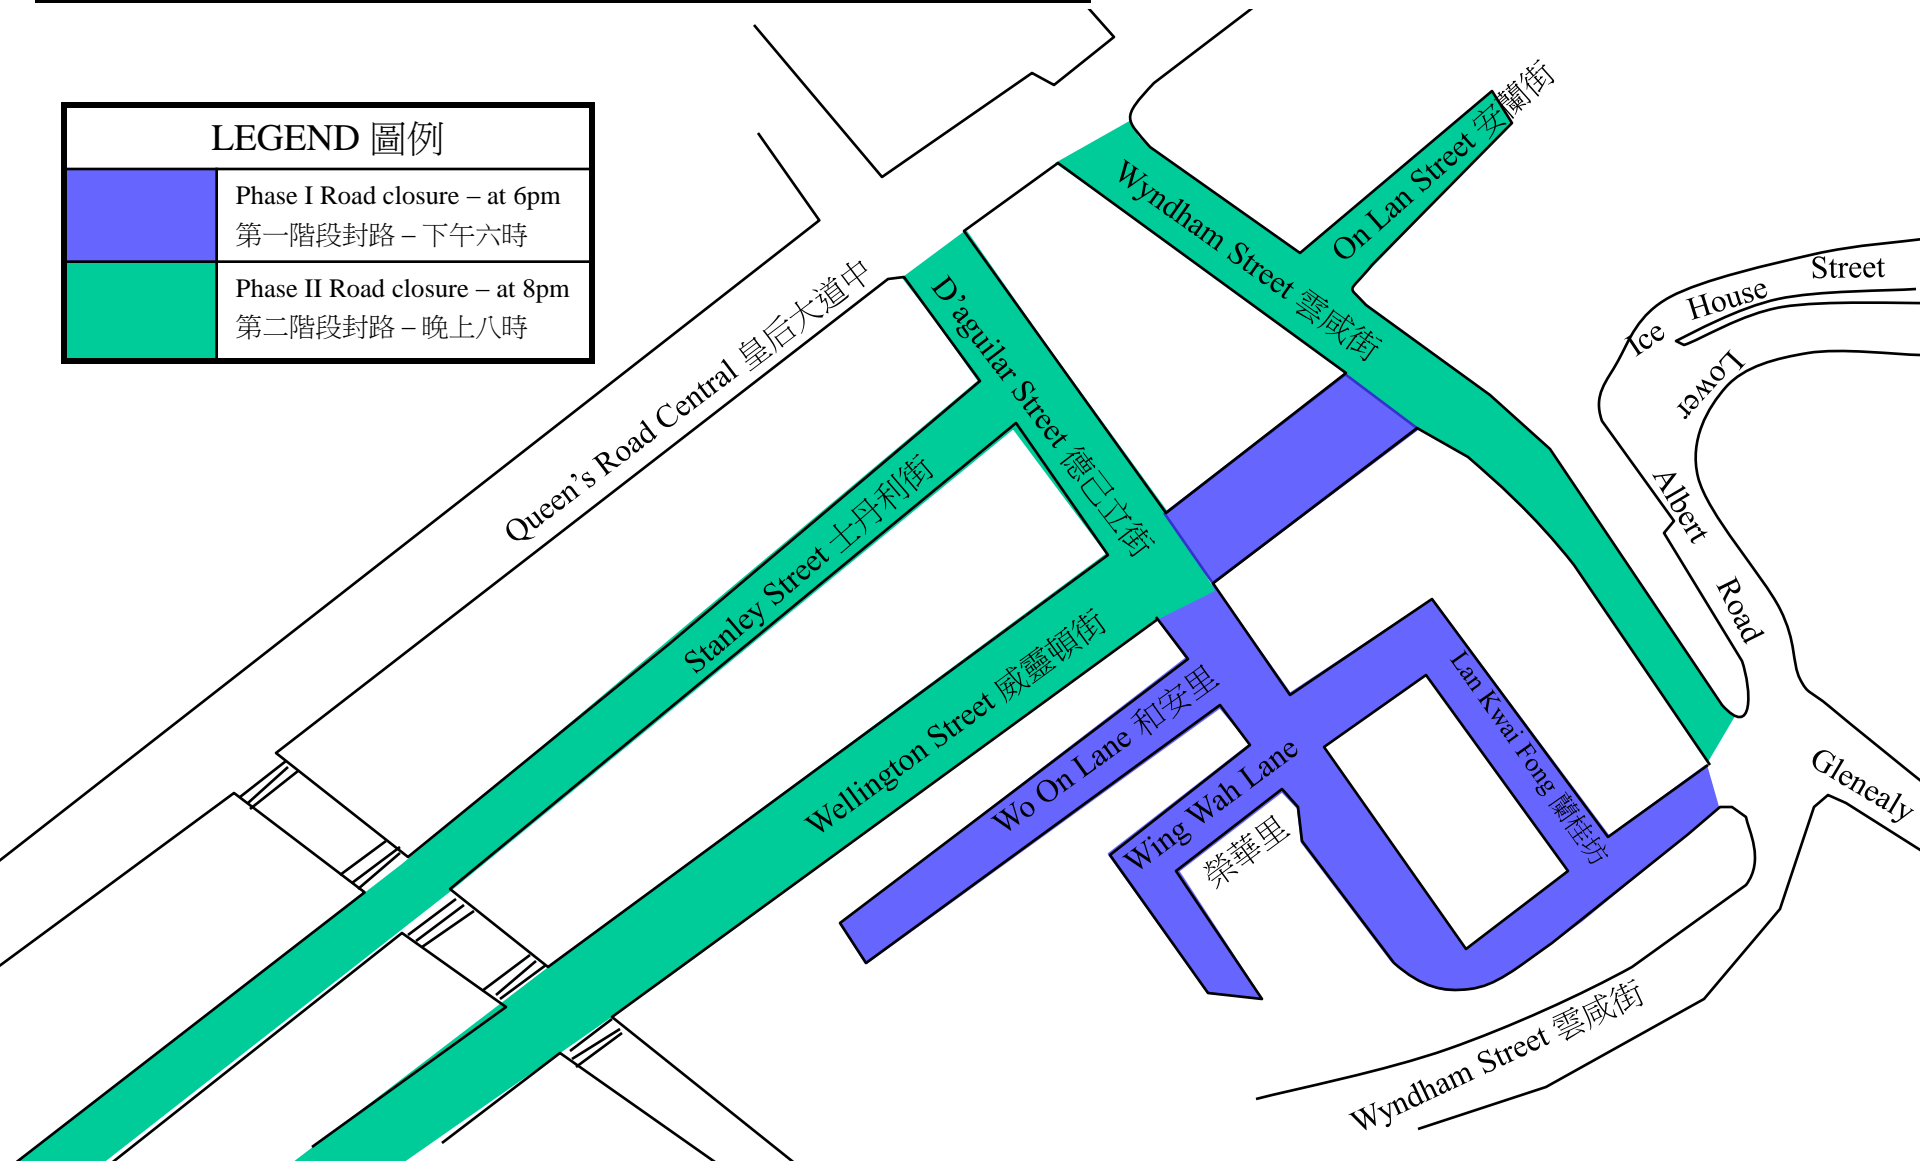 LEGEND 圖例
Phase I Road closure – at 6pm
第一階段封路 – 下午六時
Phase II Road closure – at 8pm
第二階段封路 – 晚上八時
Queen's Road Central 皇后大道中
Stanley Street 士丹利街
Wellington Street 威靈頓街
D'aguilar Street 德己立街
Wyndham Street 雲咸街
On Lan Street 安蘭街
Wo On Lane 和安里
Wing Wah Lane
榮華里
Lan Kwai Fong 蘭桂坊
Ice House Street
Lower Albert Road
Glenealy
Wyndham Street 雲咸街